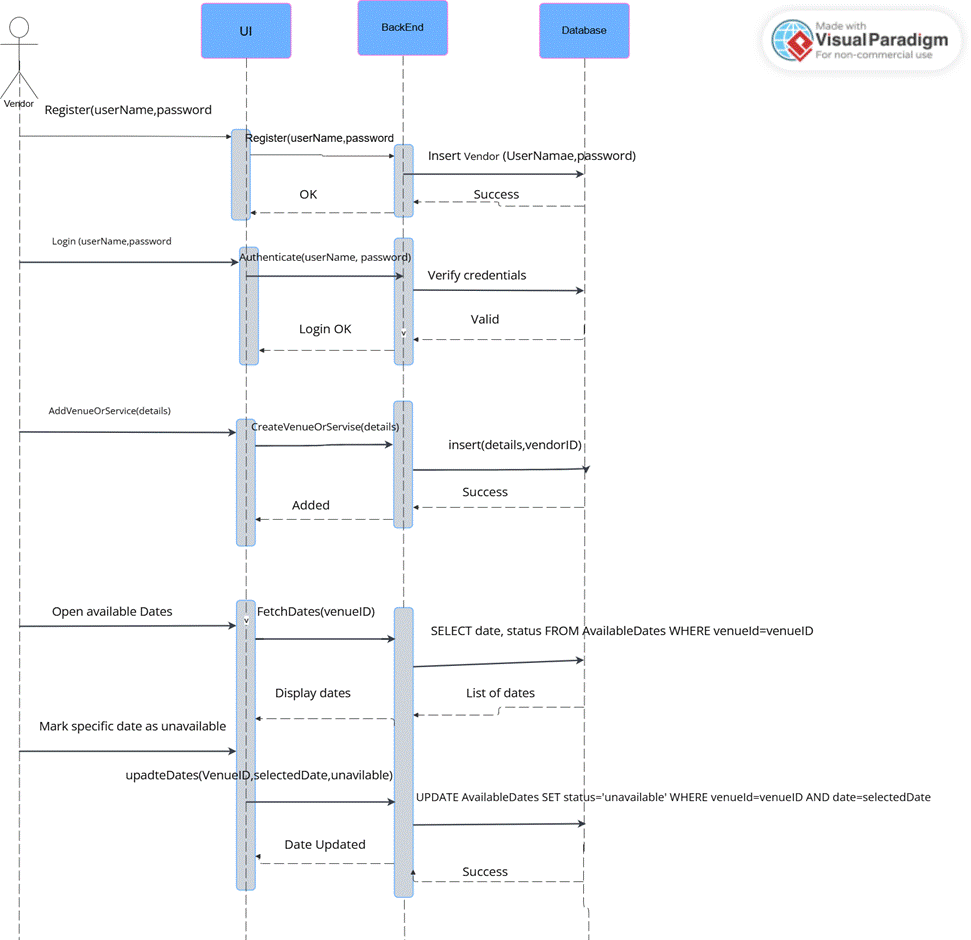 UI
BackEnd
Database
Made with
VisualParadigm
For non-commercial use
Vendor
Register(userName,password
Register(userName,password
Insert Vendor (UserNamae,password)
OK
Success
Login (userName,password
Authenticate(userName, password)
Verify credentials
Valid
Login OK
v
AddVenueOrService(details)
CreateVenueOrServise(details)
insert(details,vendorID)
Success
Added
Open available Dates
FetchDates(venueID)
v
SELECT date, status FROM AvailableDates WHERE venueId=venueID
Display dates
List of dates
Mark specific date as unavailable
upadteDates(VenueID,selectedDate,unavilable)
UPDATE AvailableDates SET status='unavailable' WHERE venueId=venueID AND date=selectedDate
Date Updated
Success